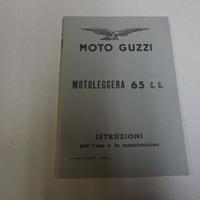 MOTO GUZZI
MOTOLEGGERA 65 c.c.
ISTRUZIONI
per l'uso e la manutenzione